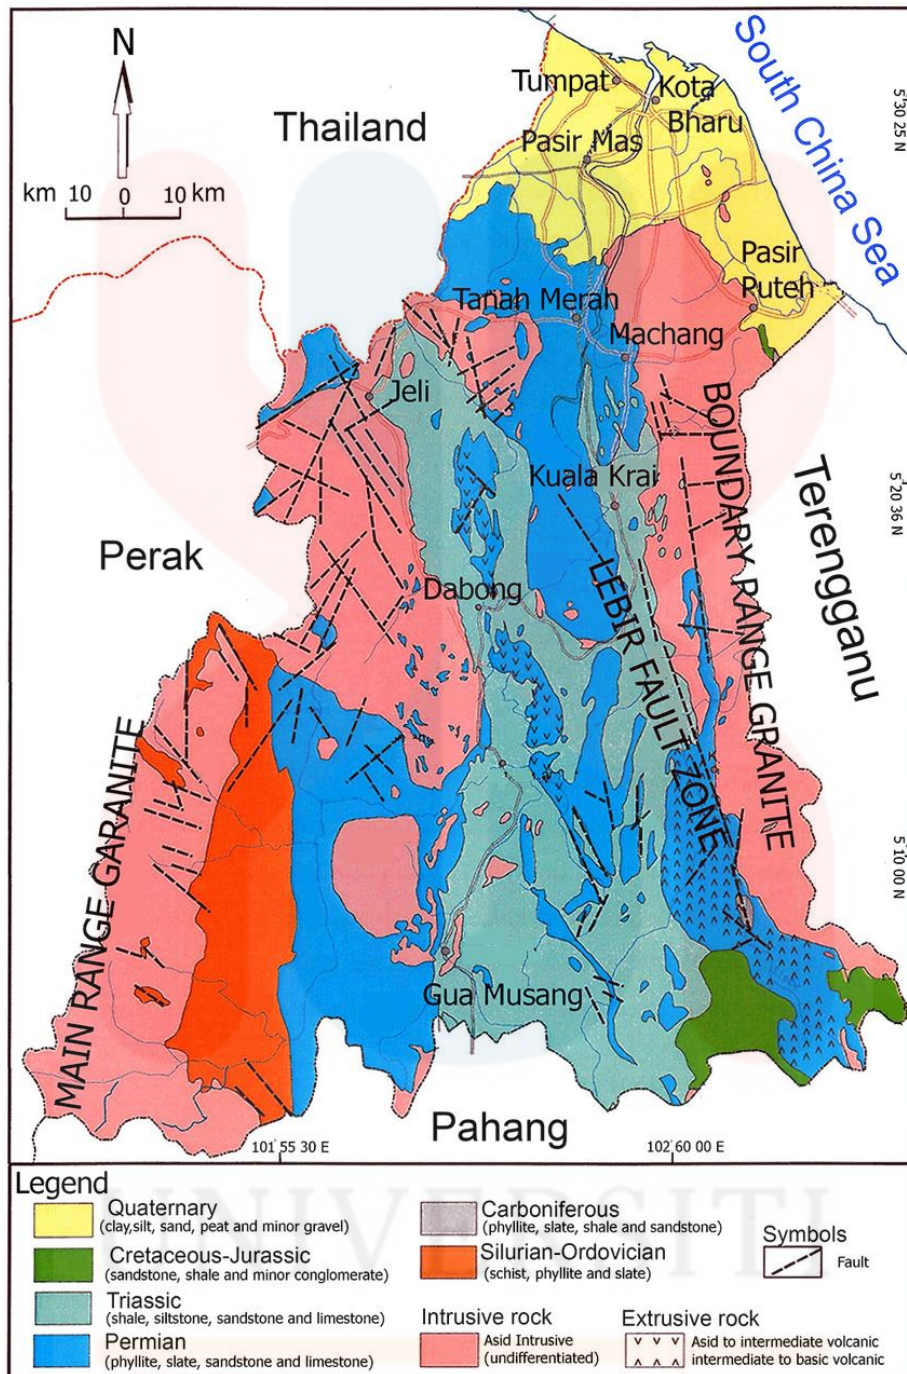 N
km 10 0 10 km
Thailand
South China Sea
Tumpat
Kota
Bharu
Pasir Mas
5 30 25 N
Pasir
Puteh
Tanah Merah
Machang
Jeli
Kuala Krai
BOUNDARY RANGE GRANITE
Terengganu
5 20 36 N
Perak
Dabong
LEBIR FAULT ZONE
MAIN RANGE GARANITE
5 10 00 N
Gua Musang
Pahang
101 55 30 E
102 60 00 E
UNIVERSITI
Legend
Quaternary
(clay,silt, sand, peat and minor gravel)
Cretaceous-Jurassic
(sandstone, shale and minor conglomerate)
Triassic
(shale, siltstone, sandstone and limestone)
Permian
(phyllite, slate, sandstone and limestone)
Carboniferous
(phyllite, slate, shale and sandstone)
Silurian-Ordovician
(schist, phyllite and slate)
Intrusive rock
Asid Intrusive
(undifferentiated)
Symbols
Fault
Extrusive rock
Asid to intermediate volcanic
intermediate to basic volcanic